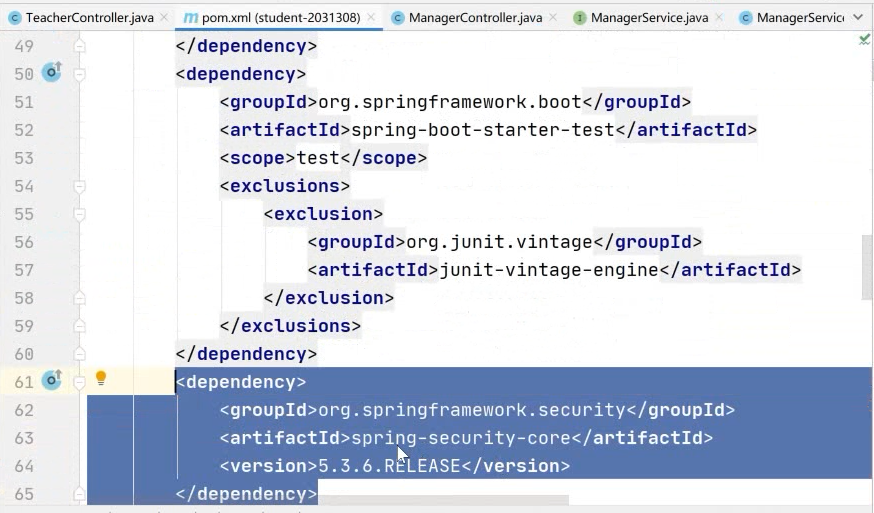 TeacherController.java pom.xml (student-2031308) ManagerController.java ManagerService.java
49 </dependency>
50 <dependency>
51 <groupId>org.springframework.boot</groupId>
52 <artifactId>spring-boot-starter-test</artifactId>
53 <scope>test</scope>
54 <exclusions>
55 <exclusion>
56 <groupId>org.junit.vintage</groupId>
57 <artifactId>junit-vintage-engine</artifactId>
58 </exclusion>
59 </exclusions>
60 </dependency>
61 <dependency>
62 <groupId>org.springframework.security</groupId>
63 <artifactId>spring-security-core</artifactId>
64 <version>5.3.6.RELEASE</version>
65 </dependency>